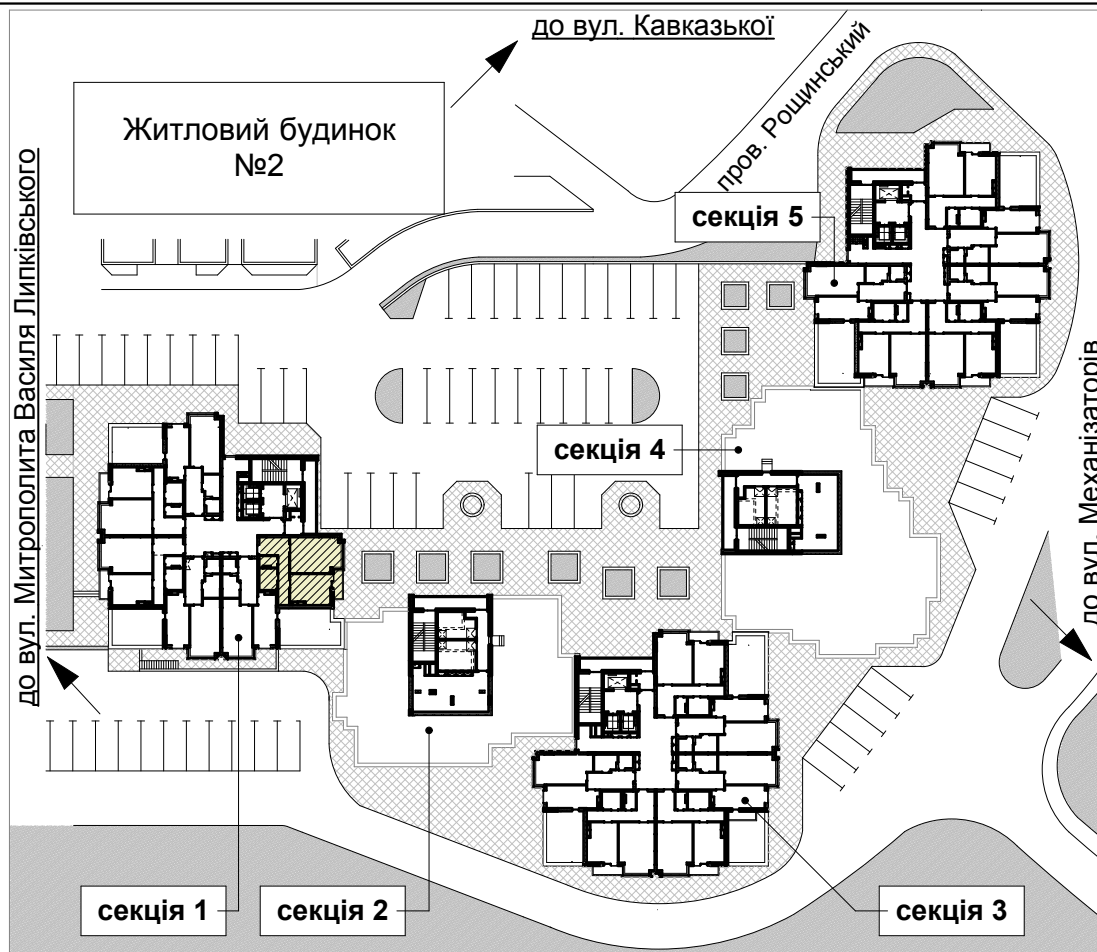 до вул. Кавказької
Житловий будинок
№2
пров. Рощинський
до вул. Митрополита Василя Липківського
секція 5
до вул. Механізаторів
секція 4
секція 1
секція 2
секція 3